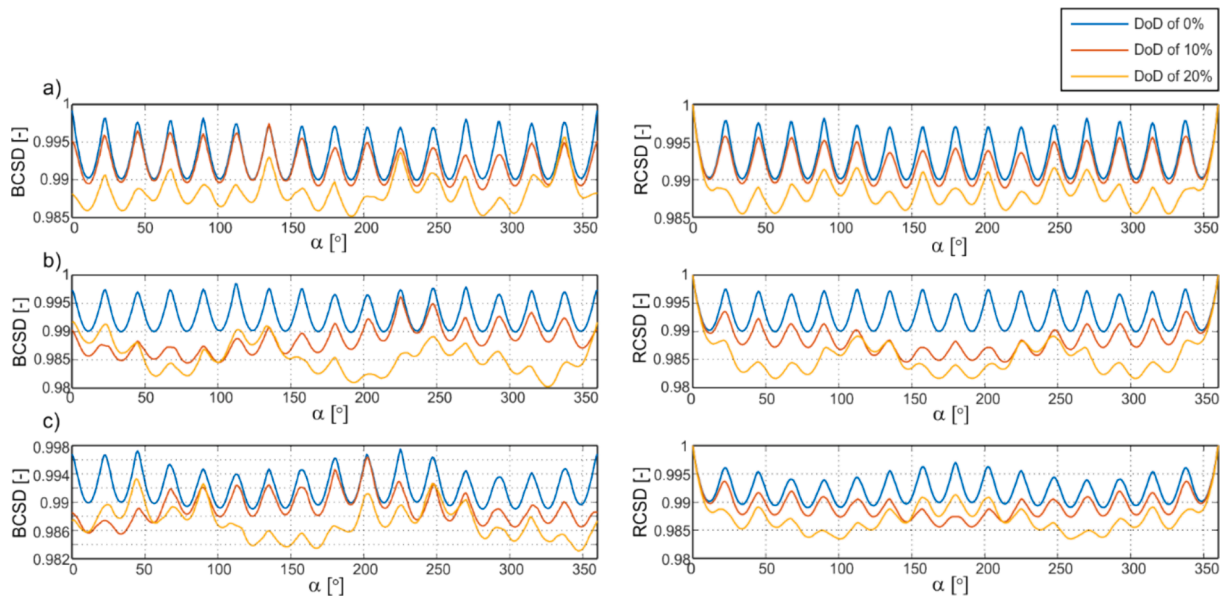 DoD of 0%
DoD of 10%
DoD of 20%
a)
1
0.995
0.99
0.985
BCSD [-]
0 50 100 150 200 250 300 350
α [°]
1
0.995
0.99
0.985
RCSD [-]
0 50 100 150 200 250 300 350
α [°]
b)
1
0.995
0.99
0.985
0.98
BCSD [-]
0 50 100 150 200 250 300 350
α [°]
1
0.995
0.99
0.985
0.98
RCSD [-]
0 50 100 150 200 250 300 350
α [°]
c)
0.998
0.994
0.99
0.986
0.982
BCSD [-]
0 50 100 150 200 250 300 350
α [°]
1
0.995
0.99
0.985
0.98
RCSD [-]
0 50 100 150 200 250 300 350
α [°]